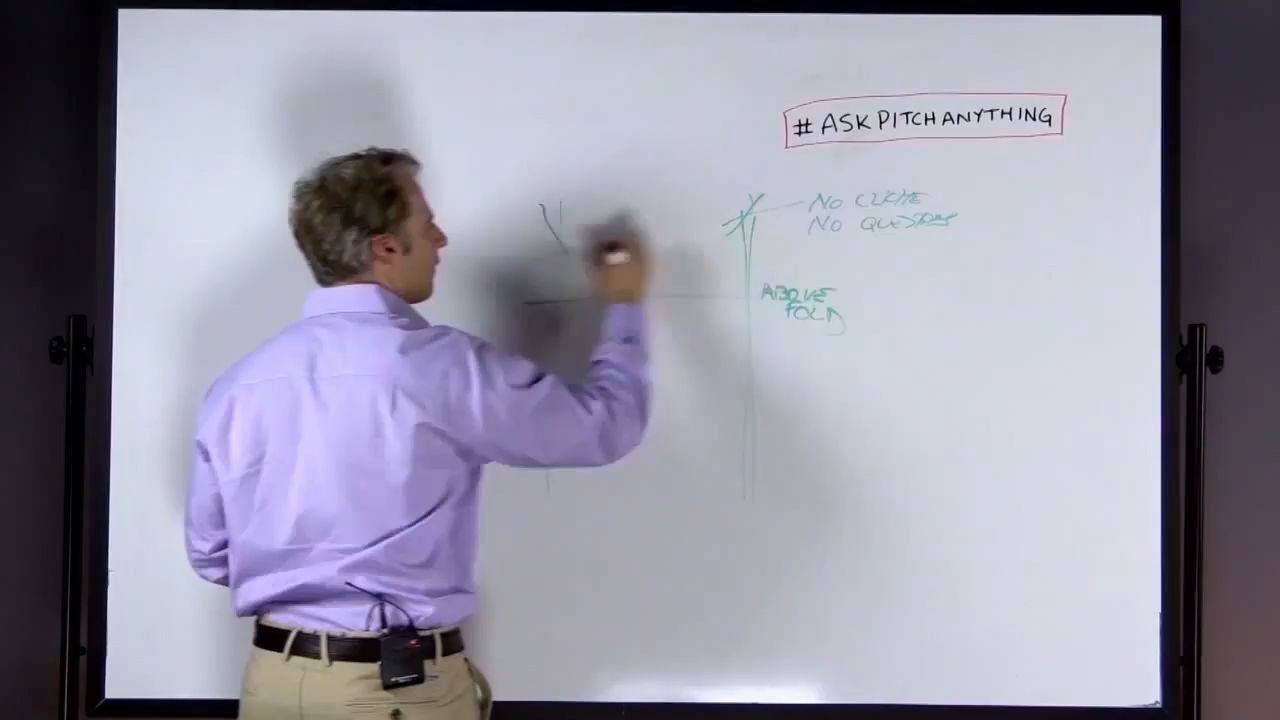 # ASKPITCHANYTHING
NO CLICHE
NO QUESTIONS
ABOVE
FOLD